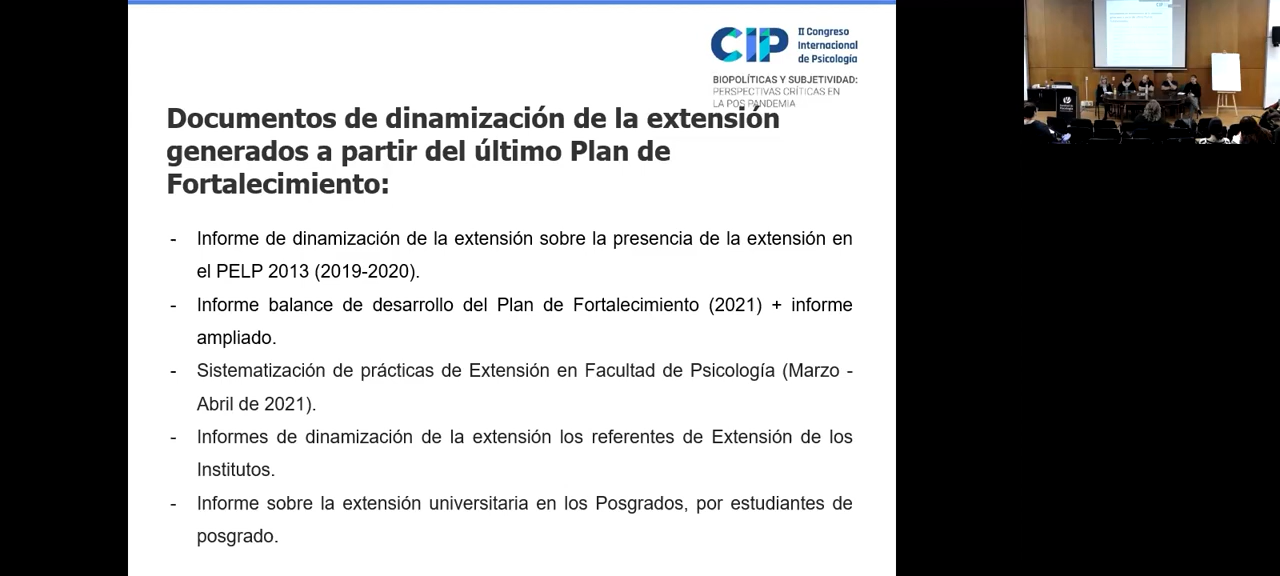 CIP
II Congreso
Internacional
de Psicología
BIOPOLÍTICAS Y SUBJETIVIDAD:
PERSPECTIVAS CRÍTICAS EN
LA POS PANDEMIA
Documentos de dinamización de la extensión
generados a partir del último Plan de
Fortalecimiento:
- Informe de dinamización de la extensión sobre la presencia de la extensión en
el PELP 2013 (2019-2020).
- Informe balance de desarrollo del Plan de Fortalecimiento (2021) + informe
ampliado.
- Sistematización de prácticas de Extensión en Facultad de Psicología (Marzo -
Abril de 2021).
- Informes de dinamización de la extensión los referentes de Extensión de los
Institutos.
- Informe sobre la extensión universitaria en los Posgrados, por estudiantes de
posgrado.